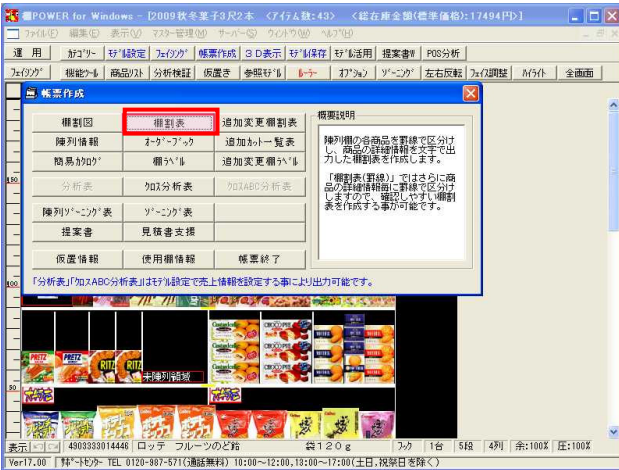 棚POWER for Windows - [2009秋冬菓子3尺2本 <アイテム数:43> <総在庫金額(標準価格):17494円>]
ファイル(F) 編集(E) 表示(V) マスター管理(M) サーバー(S) ウィンドウ(W) ヘルプ(H)
運 用 カテゴリー モデル設定 フェイシング 帳票作成 3D表示 モデル保存 モデル活用 提案書W POS分析
フェイシング 機能ツール 商品リスト 分析検証 仮置き 参照モデル ルーラー オプション ゾーニング 左右反転 フェイス調整 ハイライト 全画面
帳票作成
棚割図 棚割表 追加変更棚割表
陳列情報 オーダーブック 追加カット一覧表
簡易カタログ 棚ラベル 追加変更棚ラベル
分析表 クロス分析表 クロスABC分析表
陳列ゾーニング表 ゾーニング表
提案書 見積書支援
仮置情報 使用棚情報 帳票終了
概要説明
陳列棚の各商品を罫線で区分け
し、商品の詳細情報を文字で出
力した棚割表を作成します。
「棚割表(罫線)」ではさらに商
品の詳細情報毎に罫線で区分け
しますので、確認しやすい棚割
表を作成する事が可能です。
「分析表」「クロスABC分析表」はモデル設定で売上情報を設定する事により出力可能です。
150
100
50
PRETZ
PRETZ
RITZ
RITZ
未陳列領域
CHOCO PIE
表示 4903333014446 ロッテ フルーツのど飴 袋120g フック 1台 5段 4列 余:100% 圧:100%
Ver17.00 サポートセンター TEL 0120-987-571(通話無料) 10:00~12:00,13:00~17:00(土日,祝祭日を除く)